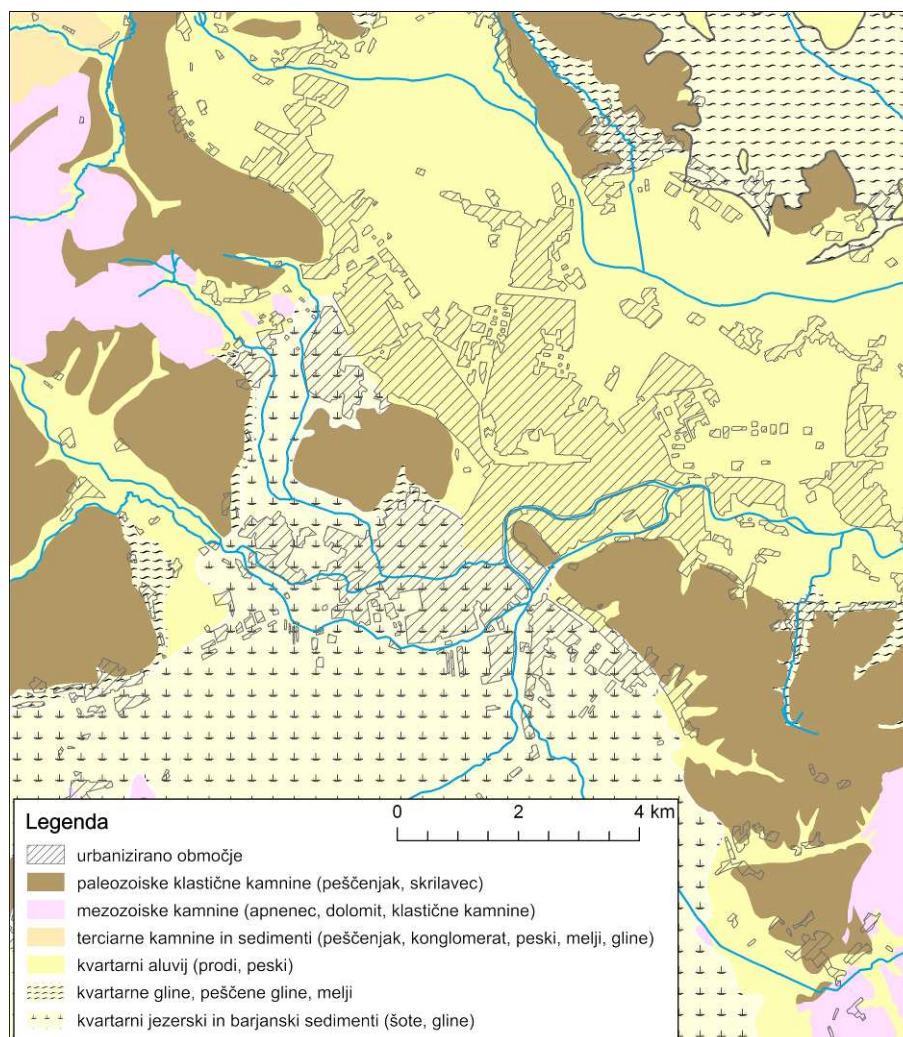 Legenda
0 2 4 km
urbanizirano območje
paleozoiske klastične kamnine (peščenjak, skrilavec)
mezozoiske kamnine (apnenec, dolomit, klastične kamnine)
terciarne kamnine in sedimenti (peščenjak, konglomerat, peski, melji, gline)
kvartarni aluvij (prodi, peski)
kvartarne gline, peščene gline, melji
kvartarni jezerski in barjanski sedimenti (šote, gline)